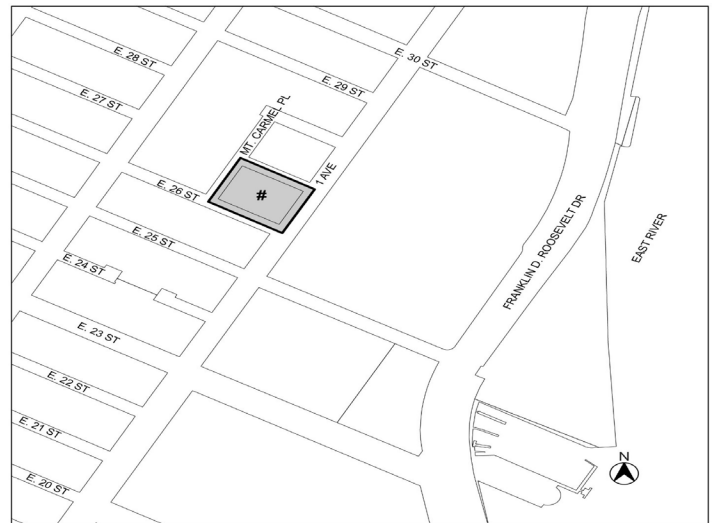 E. 30 ST
E. 28 ST
E. 29 ST
E. 27 ST
MT. CARMEL PL
1 AVE
E. 26 ST
#
E. 25 ST
FRANKLIN D. ROOSEVELT DR
EAST RIVER
E. 24 ST
E. 23 ST
E. 22 ST
E. 21 ST
E. 20 ST
N